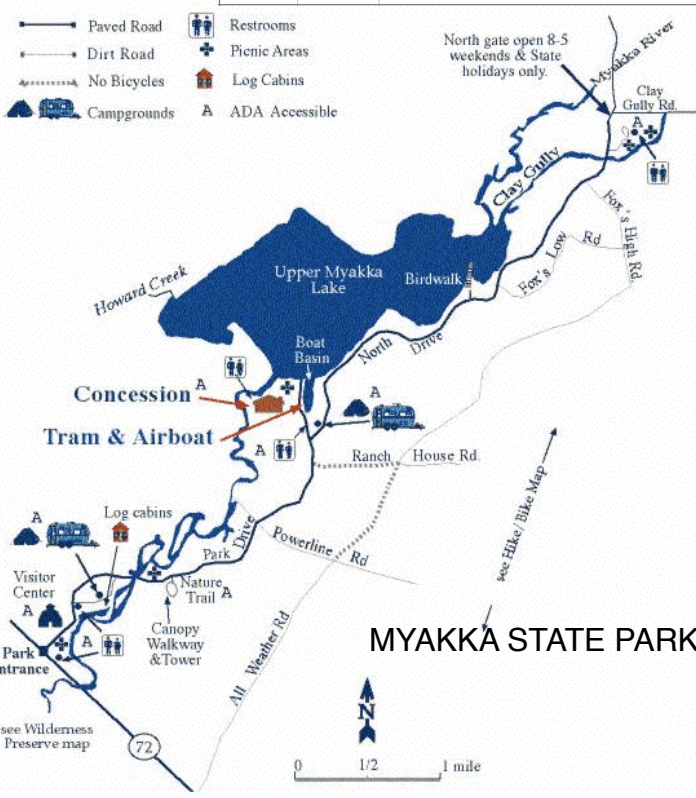 Paved Road
Dirt Road
No Bicycles
Campgrounds
Restrooms
Picnic Areas
Log Cabins
A ADA Accessible
North gate open 8-5
weekends & State
holidays only.
Myakka River
Clay
Gully Rd.
A
Clay Gully
Fox's High Rd.
Fox's Low Rd
Howard Creek
Upper Myakka
Lake
Birdwalk
Boat
Basin
North Drive
Concession A
A
Tram & Airboat
A
Ranch House Rd.
see Hike/Bike Map
Log cabins
A
Park Drive
Powerline Rd
Visitor
Center
A
Nature
Trail A
Canopy
Walkway
&Tower
A
Park
ntrance
All Weather Rd
MYAKKA STATE PARK
see Wilderness
Preserve map
72
N
0 1/2 1 mile